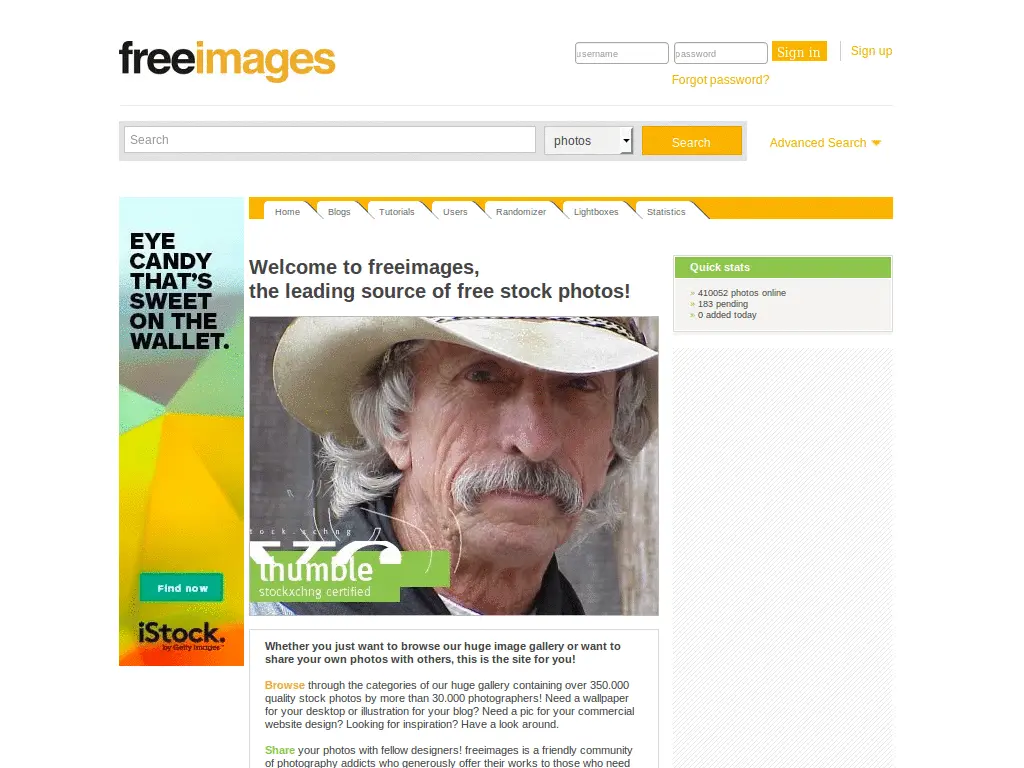 freeimages
username
password
Sign in
Sign up
Forgot password?
Search
photos
Search
Advanced Search
Home
Blogs
Tutorials
Users
Randomizer
Lightboxes
Statistics
EYE
CANDY
THAT'S
SWEET
ON THE
WALLET.
Find now
iStock.
by Getty Images™
Welcome to freeimages,
the leading source of free stock photos!
tock.xchng
thumble
stockxchng certified
Quick stats
» 410052 photos online
» 183 pending
» 0 added today
Whether you just want to browse our huge image gallery or want to
share your own photos with others, this is the site for you!
Browse through the categories of our huge gallery containing over 350.000
quality stock photos by more than 30.000 photographers! Need a wallpaper
for your desktop or illustration for your blog? Need a pic for your commercial
website design? Looking for inspiration? Have a look around.
Share your photos with fellow designers! freeimages is a friendly community
of photography addicts who generously offer their works to those who need